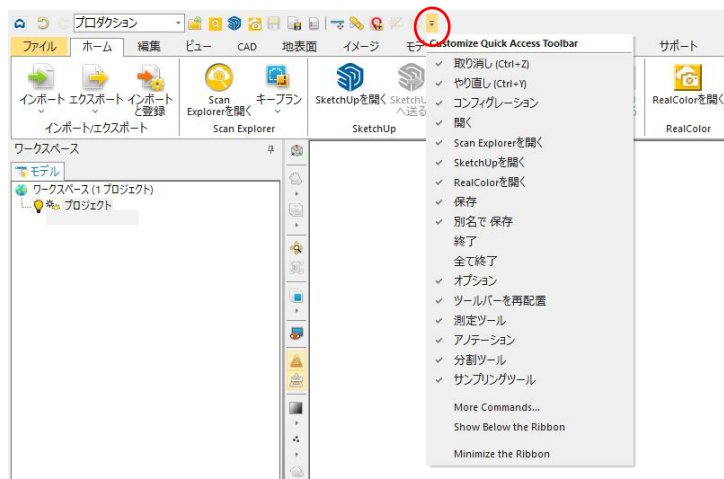 プロダクション
Customize Quick Access Toolbar
ファイル ホーム 編集 ビュー CAD 地表面 イメージ サポート
インポート エクスポート インポートと登録
Scan Explorerを開く キープラン
SketchUpを開く
RealColorを開く
インポート/エクスポート Scan Explorer SketchUp RealColor
ワークスペース
モデル
ワークスペース (1 プロジェクト)
プロジェクト
取り消し (Ctrl+Z)
やり直し (Ctrl+Y)
コンフィグレーション
開く
Scan Explorerを開く
SketchUpを開く
RealColorを開く
保存
別名で 保存
終了
全て終了
オプション
ツールバーを再配置
測定ツール
アノテーション
分割ツール
サンプリングツール
More Commands...
Show Below the Ribbon
Minimize the Ribbon